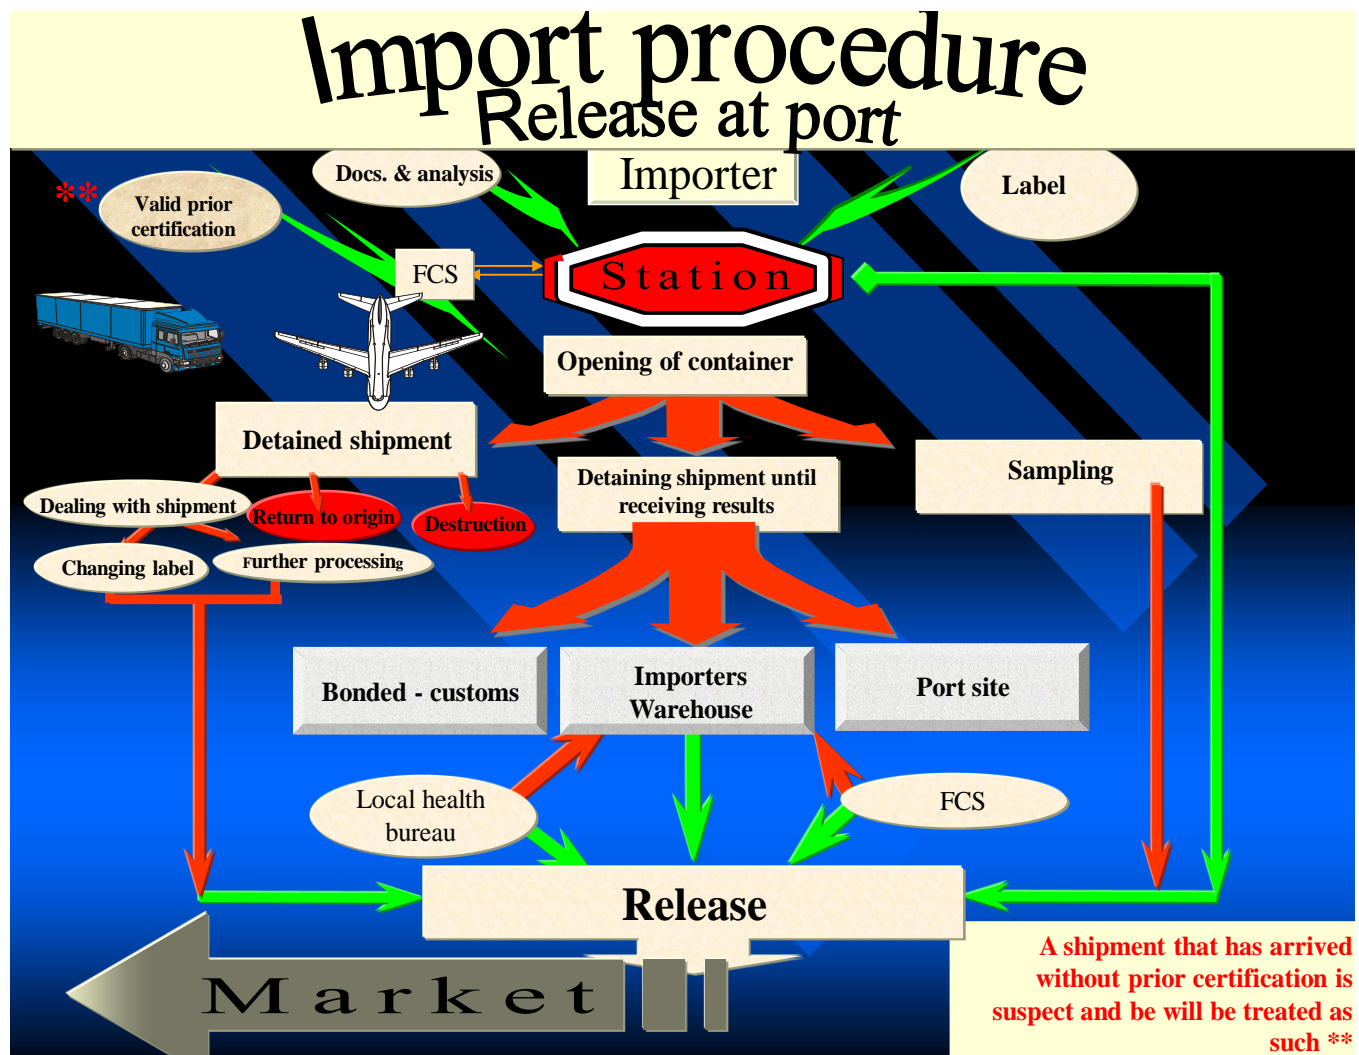 Import procedure
Release at port
**
Valid prior
certification
Docs. & analysis
Importer
Label
FCS
Station
Opening of container
Detained shipment
Detaining shipment until
receiving results
Sampling
Dealing with shipment
Return to origin
Destruction
Changing label
Further processing
Bonded - customs
Importers
Warehouse
Port site
Local health
bureau
FCS
Release
Market
A shipment that has arrived
without prior certification is
suspect and be will be treated as
such **